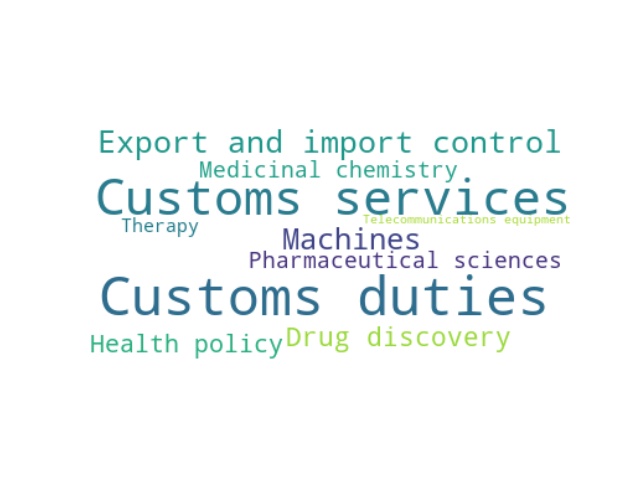 Export and import control
Medicinal chemistry
Customs services
Telecommunications equipment
Therapy
Machines
Pharmaceutical sciences
Customs duties
Drug discovery
Health policy